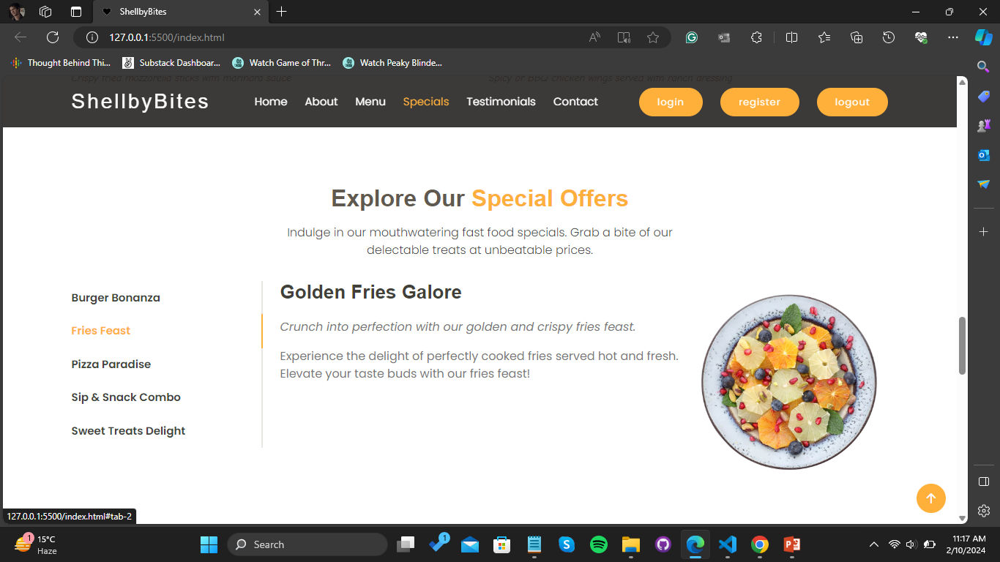 ShellbyBites
127.0.0.1:5500/index.html
Thought Behind Thi... Substack Dashboar... Watch Game of Thr... Watch Peaky Blinde...
Crispy fried mozzarella sticks with marinara sauce Spicy or BBQ chicken wings served with ranch dressing
ShellbyBites Home About Menu Specials Testimonials Contact login register logout
Explore Our Special Offers
Indulge in our mouthwatering fast food specials. Grab a bite of our
delectable treats at unbeatable prices.
Burger Bonanza
Fries Feast
Pizza Paradise
Sip & Snack Combo
Sweet Treats Delight
Golden Fries Galore
Crunch into perfection with our golden and crispy fries feast.
Experience the delight of perfectly cooked fries served hot and fresh.
Elevate your taste buds with our fries feast!
127.0.0.1:5500/index.html#tab-2
1
15°C
Haze
Search
1
11:17 AM
2/10/2024